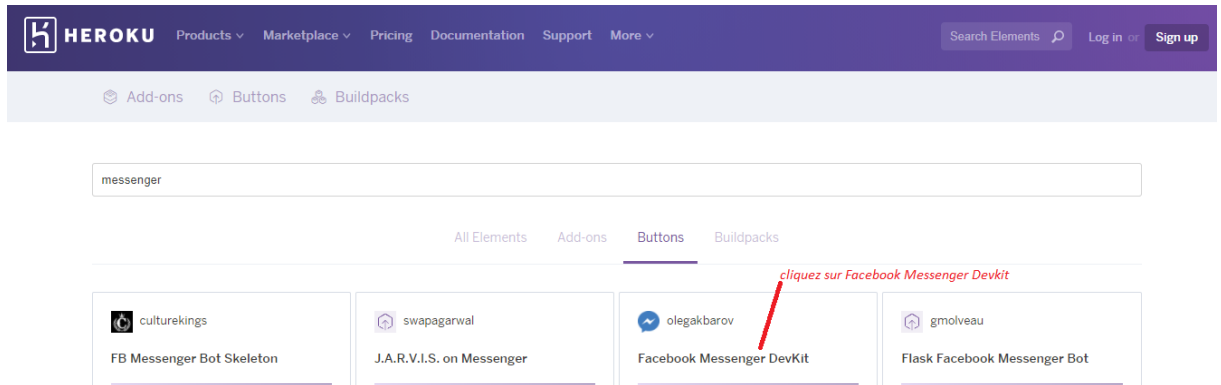 HEROKU Products Marketplace Pricing Documentation Support More Search Elements Log in or Sign up
Add-ons Buttons Buildpacks
messenger
All Elements Add-ons Buttons Buildpacks
cliquez sur Facebook Messenger Devkit
culturekings swapagarwal olegakbarov gmolveau
FB Messenger Bot Skeleton J.A.R.V.I.S. on Messenger Facebook Messenger DevKit Flask Facebook Messenger Bot